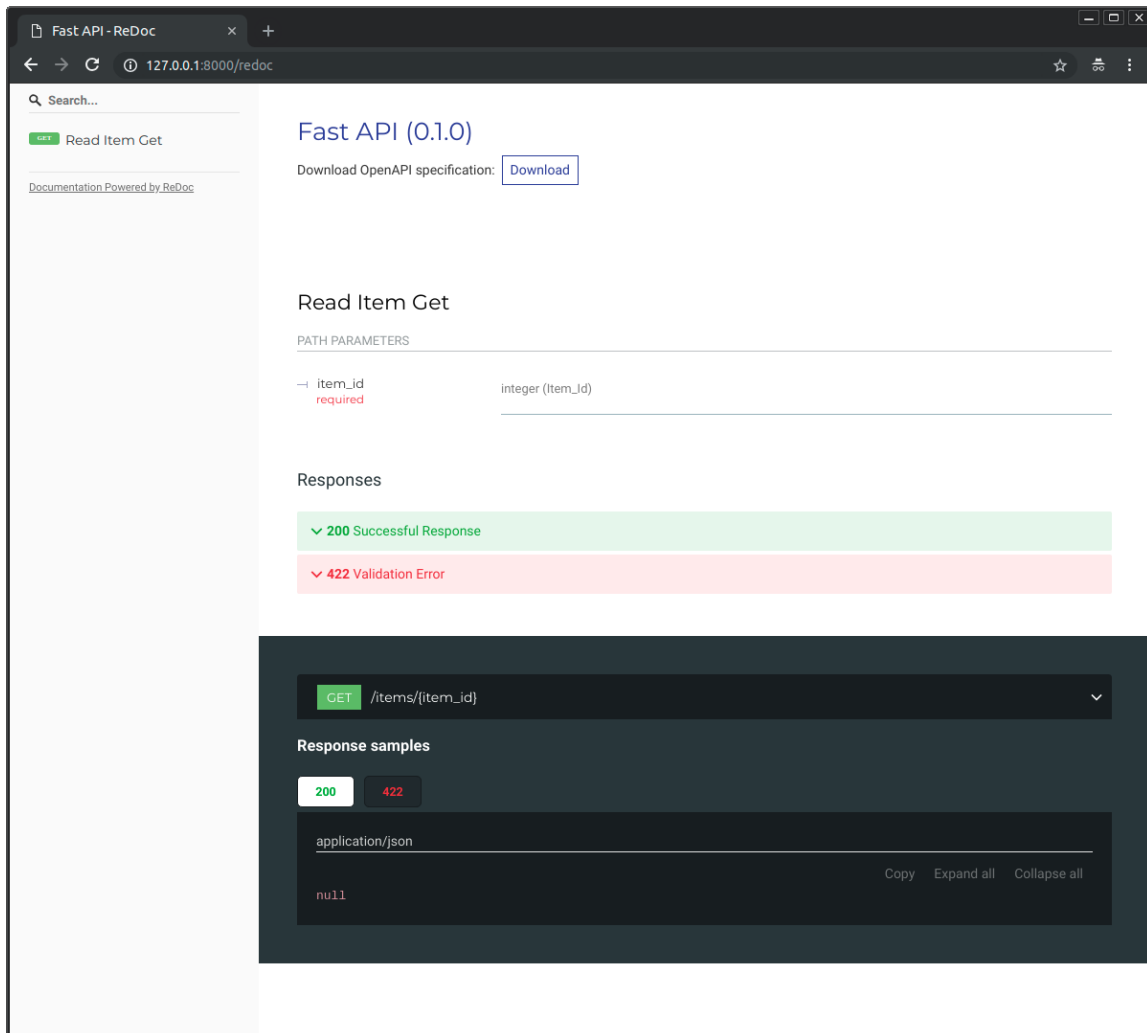 Fast API - ReDoc
127.0.0.1:8000/redoc
Search...
GET Read Item Get
Documentation Powered by ReDoc
Fast API (0.1.0)
Download OpenAPI specification: Download
Read Item Get
PATH PARAMETERS
item_id
required
integer (Item_Id)
Responses
200 Successful Response
422 Validation Error
GET /items/{item_id}
Response samples
200 422
application/json
Copy Expand all Collapse all
null